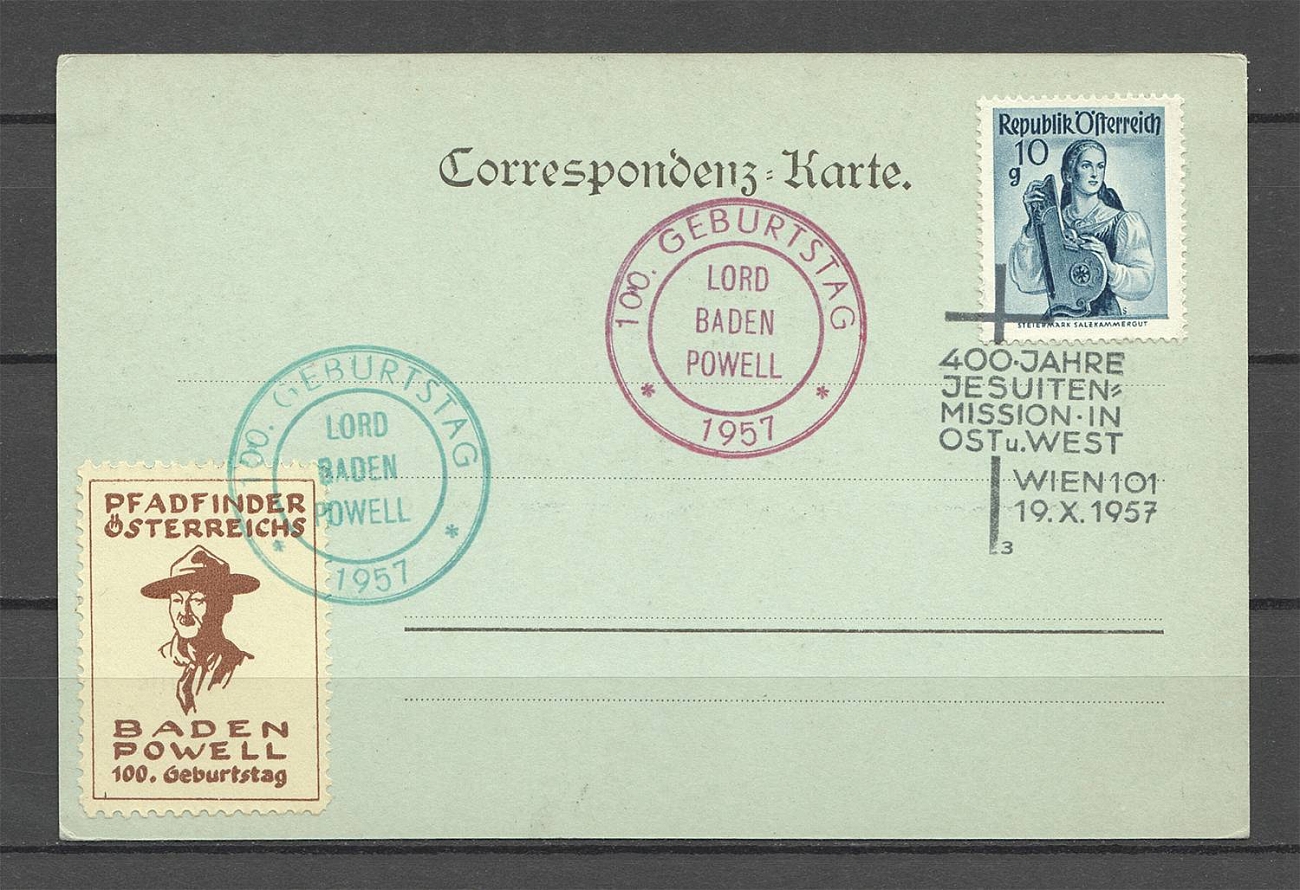 Correspondenz=Karte.
Republik Österreich
10
g
STEIERMARK SALZKAMMERGUT
S
100. GEBURTSTAG
LORD
BADEN
POWELL
* 1957 *
400·JAHRE
JESUITEN=
MISSION·IN
OST u. WEST
WIEN 101
19. X. 1957
3
100. GEBURTSTAG
LORD
BADEN
POWELL
* 1957 *
PFADFINDER
ÖSTERREICHS
BADEN
POWELL
100. Geburtstag